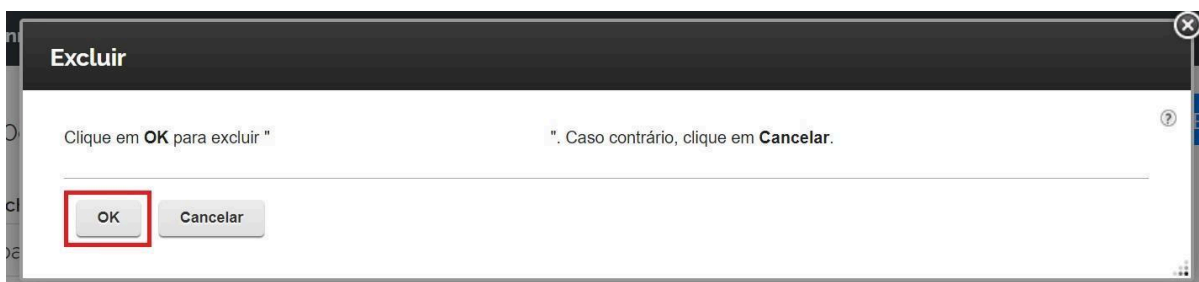 Excluir
Clique em OK para excluir " ". Caso contrário, clique em Cancelar.
OK Cancelar